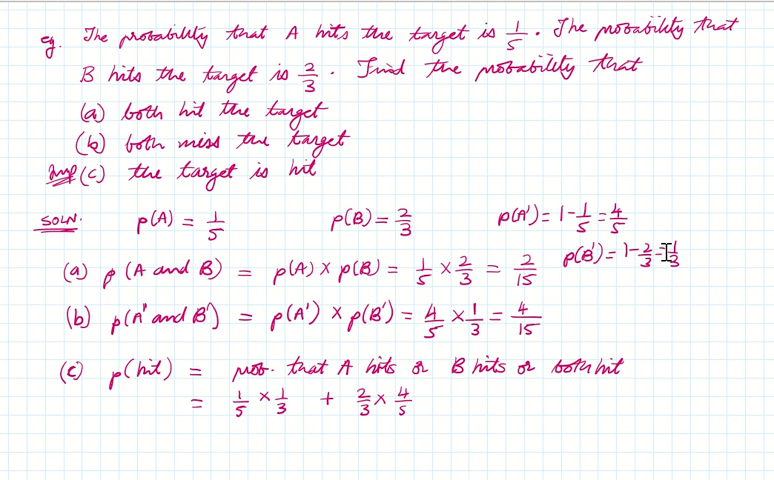 eg. The probability that A hits the target is 1/5. The probability that
B hits the target is 2/3. Find the probability that
(a) both hit the target
(b) both miss the target
Imp (c) the target is hit
SOLN. p(A) = 1/5 p(B) = 2/3 p(A') = 1 - 1/5 = 4/5
p(B') = 1 - 2/3 = 1/3
(a) p(A and B) = p(A) × p(B) = 1/5 × 2/3 = 2/15
(b) p(A' and B') = p(A') × p(B') = 4/5 × 1/3 = 4/15
(c) p(hit) = prob. that A hits or B hits or both hit
= 1/5 × 1/3 + 2/3 × 4/5